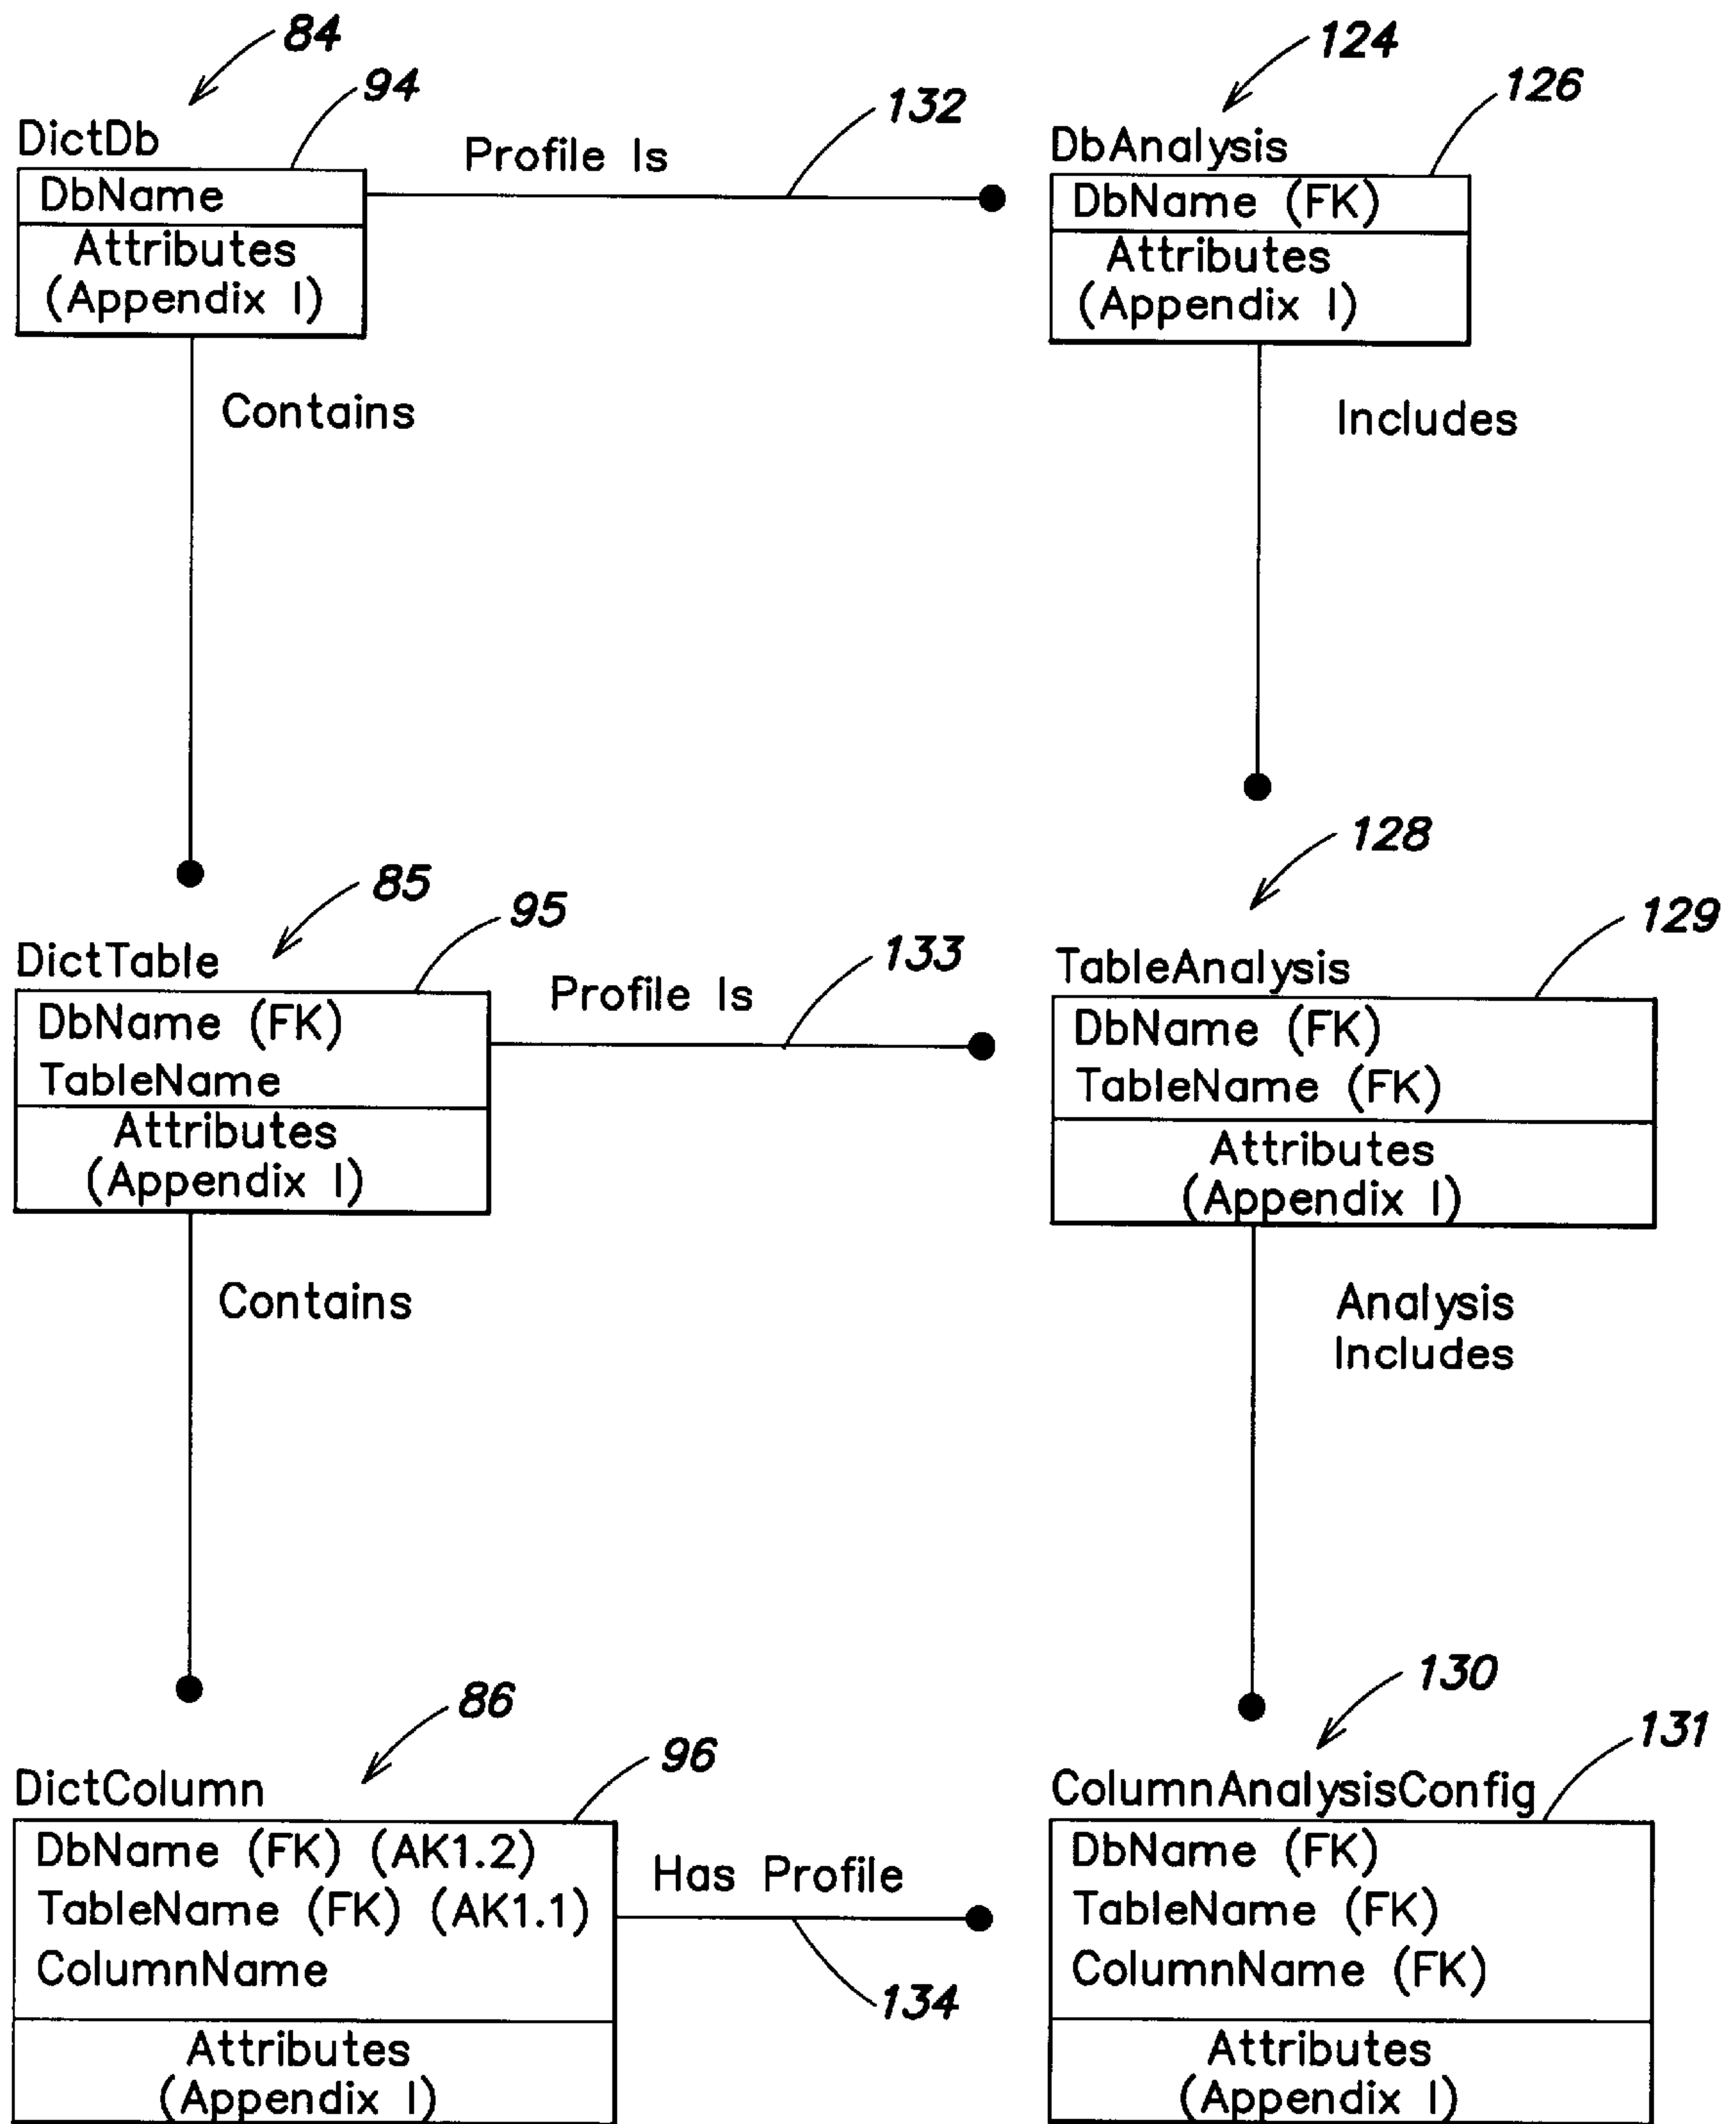 84
94
DictDb
DbName
Attributes
(Appendix I)
Profile Is
132
124
126
DbAnalysis
DbName (FK)
Attributes
(Appendix I)
Contains
Includes
85
95
DictTable
DbName (FK)
TableName
Attributes
(Appendix I)
Profile Is
133
128
129
TableAnalysis
DbName (FK)
TableName (FK)
Attributes
(Appendix I)
Contains
Analysis
Includes
86
96
DictColumn
DbName (FK) (AK1.2)
TableName (FK) (AK1.1)
ColumnName
Attributes
(Appendix I)
Has Profile
134
130
131
ColumnAnalysisConfig
DbName (FK)
TableName (FK)
ColumnName (FK)
Attributes
(Appendix I)